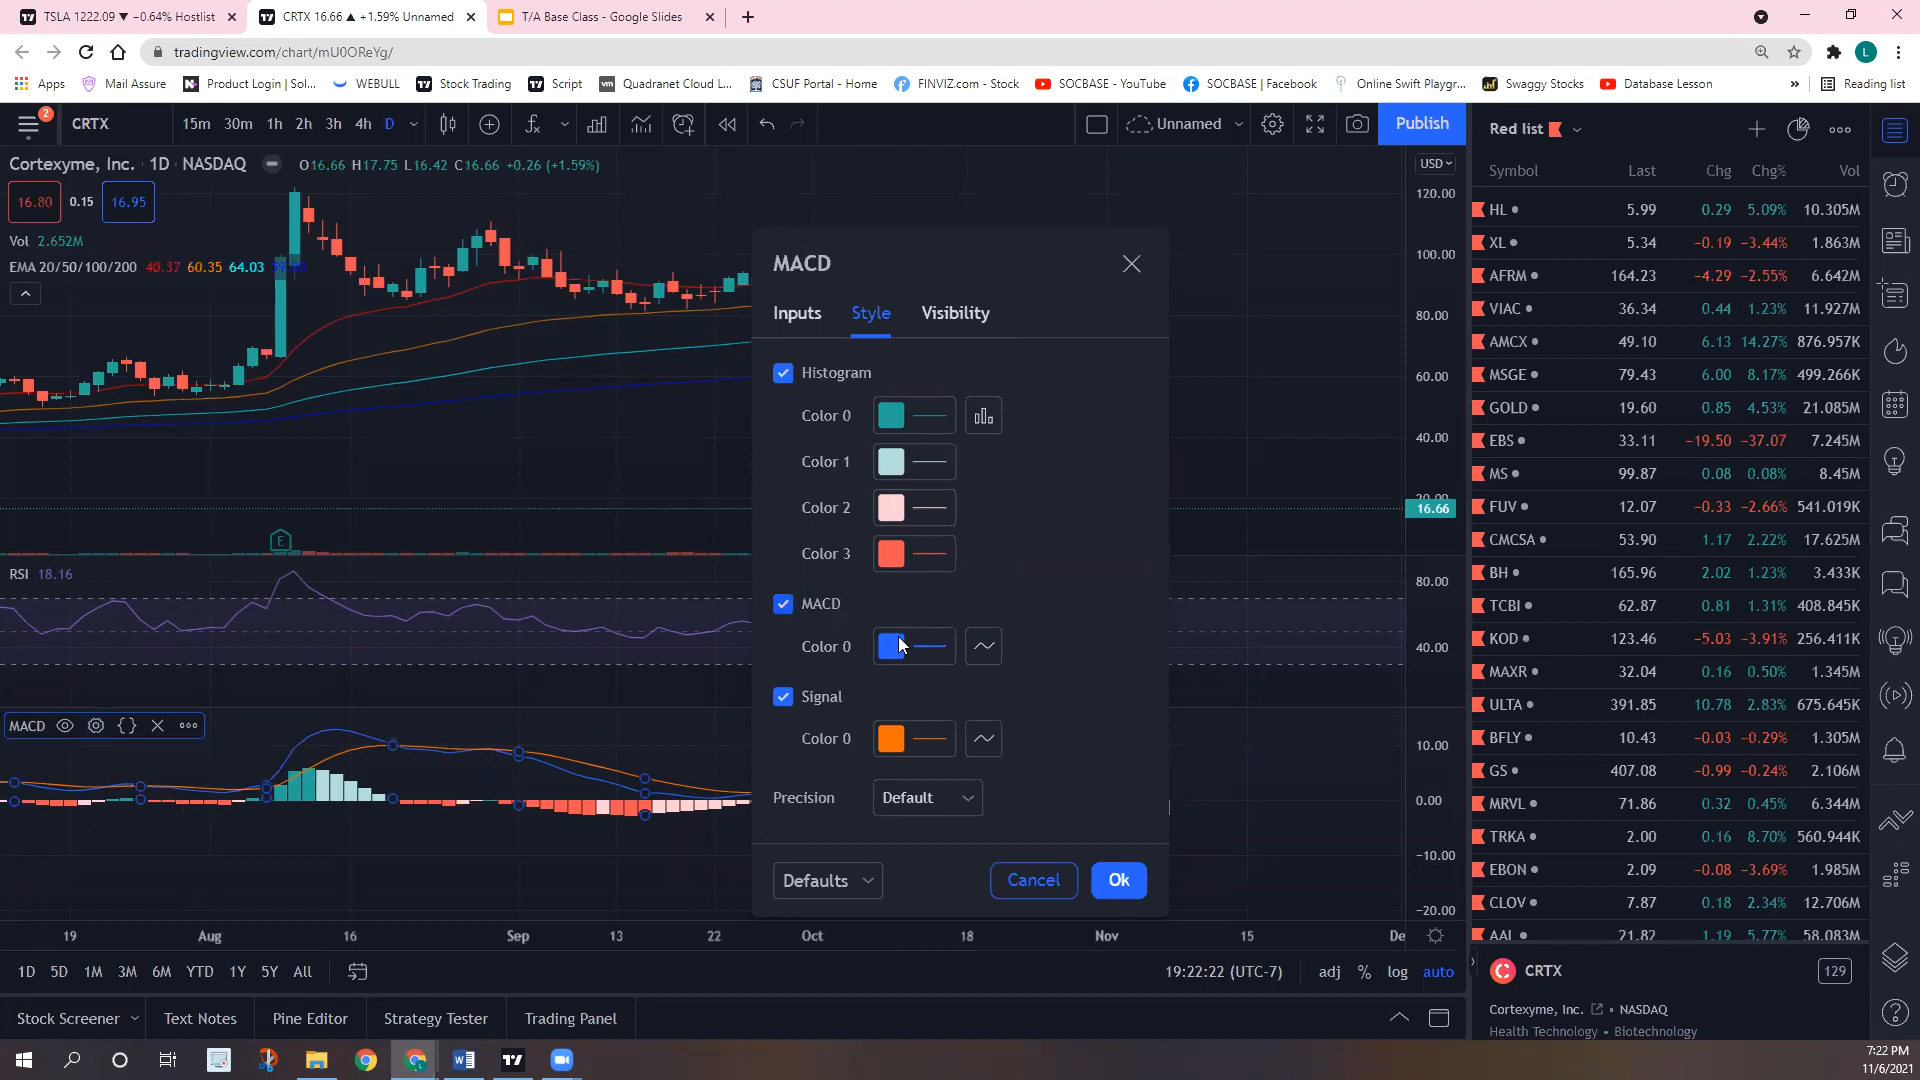 TSLA 1222.09 ▼ −0.64% Hostlist
CRTX 16.66 ▲ +1.59% Unnamed
T/A Base Class - Google Slides
tradingview.com/chart/mU0OReYg/
Apps
Mail Assure
Product Login | Sol...
WEBULL
Stock Trading
Script
Quadranet Cloud L...
CSUF Portal - Home
FINVIZ.com - Stock
SOCBASE - YouTube
SOCBASE | Facebook
Online Swift Playgr...
Swaggy Stocks
Database Lesson
»
Reading list
2
CRTX
15m 30m 1h 2h 3h 4h D
Unnamed
Publish
Red list
Cortexyme, Inc. · 1D · NASDAQ
O16.66 H17.75 L16.42 C16.66 +0.26 (+1.59%)
USD
16.80
0.15
16.95
Vol 2.652M
EMA 20/50/100/200 40.37 60.35 64.03
120.00
100.00
80.00
60.00
40.00
20.00
16.66
E
RSI 18.16
80.00
40.00
MACD
10.00
0.00
−10.00
−20.00
MACD
Inputs
Style
Visibility
Histogram
Color 0
Color 1
Color 2
Color 3
MACD
Color 0
Signal
Color 0
Precision
Default
Defaults
Cancel
Ok
19
Aug
16
Sep
13
22
Oct
18
Nov
15
De
1D 5D 1M 3M 6M YTD 1Y 5Y All
19:22:22 (UTC-7)
adj % log auto
Stock Screener
Text Notes
Pine Editor
Strategy Tester
Trading Panel
Symbol Last Chg Chg% Vol
HL 5.99 0.29 5.09% 10.305M
XL 5.34 −0.19 −3.44% 1.863M
AFRM 164.23 −4.29 −2.55% 6.642M
VIAC 36.34 0.44 1.23% 11.927M
AMCX 49.10 6.13 14.27% 876.957K
MSGE 79.43 6.00 8.17% 499.266K
GOLD 19.60 0.85 4.53% 21.085M
EBS 33.11 −19.50 −37.07 7.245M
MS 99.87 0.08 0.08% 8.45M
FUV 12.07 −0.33 −2.66% 541.019K
CMCSA 53.90 1.17 2.22% 17.625M
BH 165.96 2.02 1.23% 3.433K
TCBI 62.87 0.81 1.31% 408.845K
KOD 123.46 −5.03 −3.91% 256.411K
MAXR 32.04 0.16 0.50% 1.345M
ULTA 391.85 10.78 2.83% 675.645K
BFLY 10.43 −0.03 −0.29% 1.305M
GS 407.08 −0.99 −0.24% 2.106M
MRVL 71.86 0.32 0.45% 6.344M
TRKA 2.00 0.16 8.70% 560.944K
EBON 2.09 −0.08 −3.69% 1.985M
CLOV 7.87 0.18 2.34% 12.706M
AAL 21.82 1.19 5.77% 58.083M
CRTX
129
Cortexyme, Inc. • NASDAQ
Health Technology • Biotechnology
7:22 PM
11/6/2021